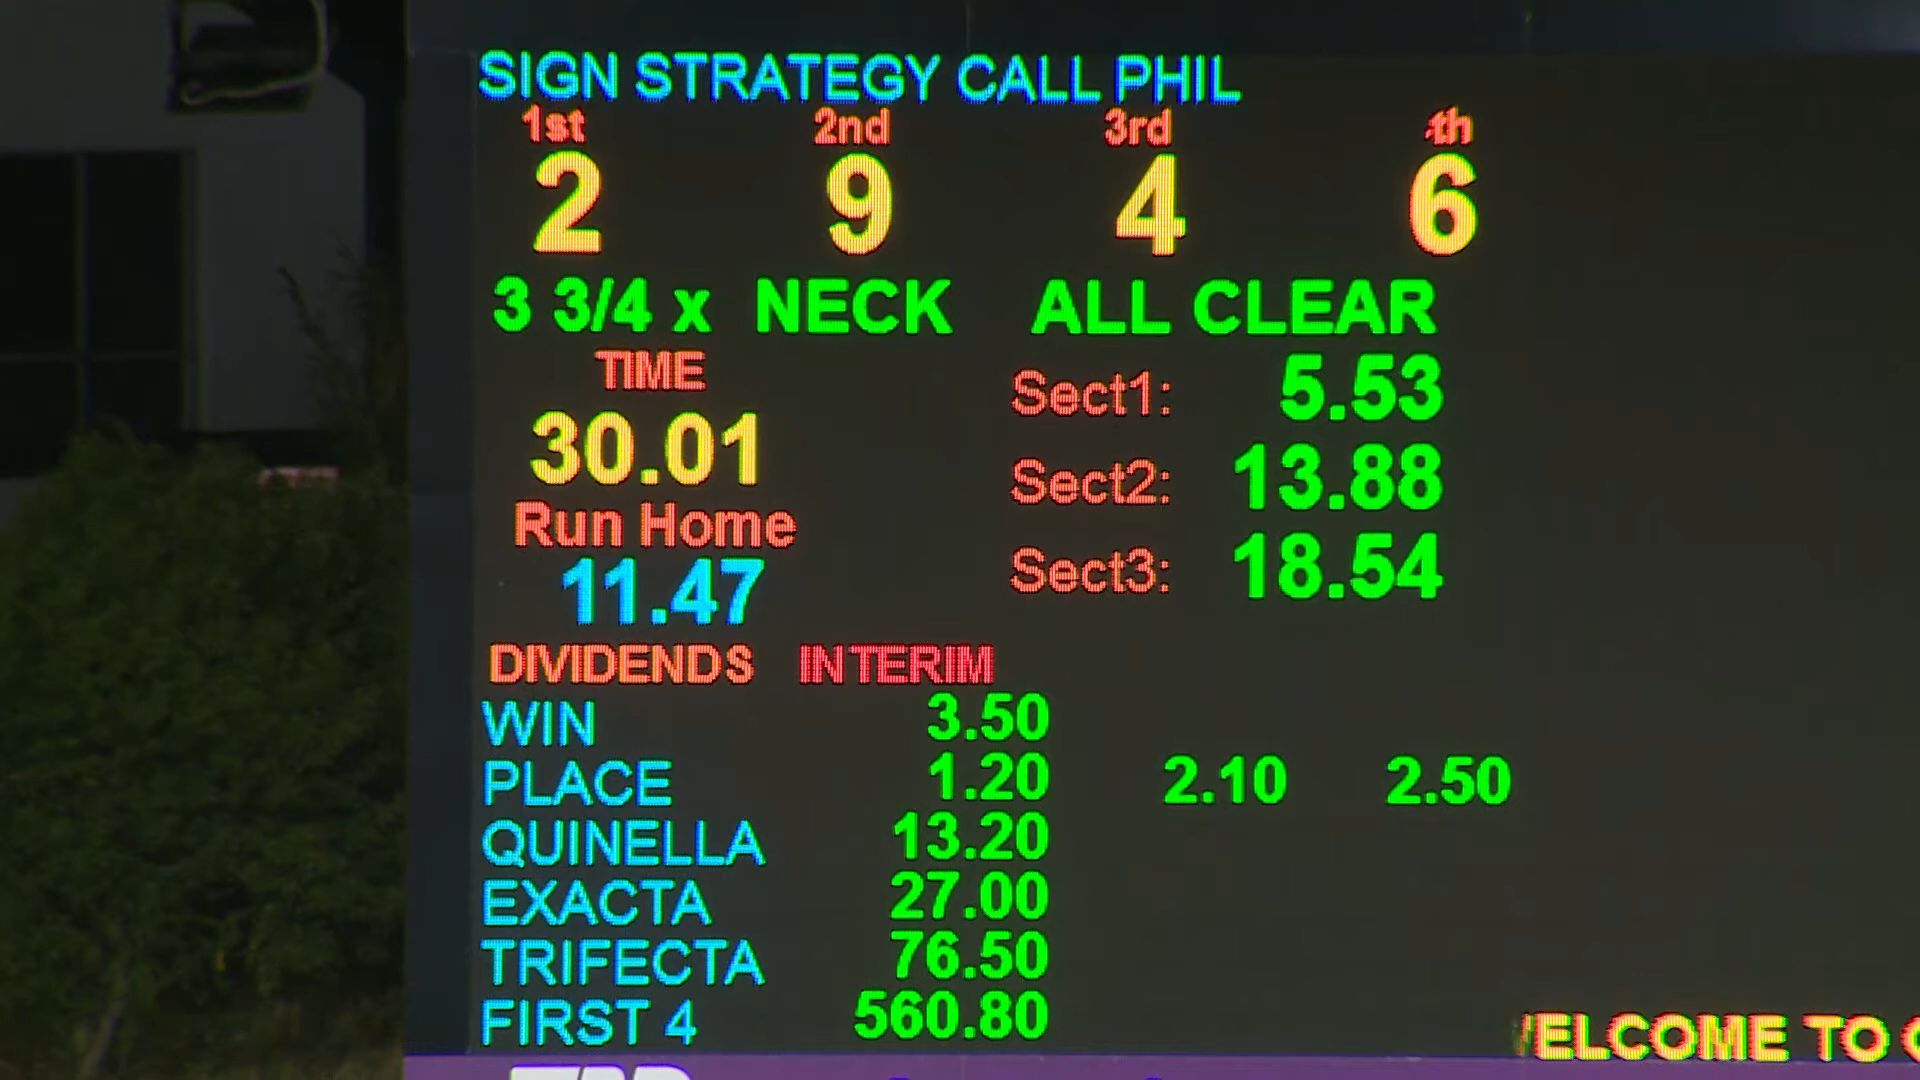 SIGN STRATEGY CALL PHIL
1st 2nd 3rd
2 9 4 6
3 3/4 x NECK ALL CLEAR
TIME Sect1: 5.53
30.01 Sect2: 13.88
Run Home Sect3: 18.54
11.47
DIVIDENDS INTERIM
WIN 3.50
PLACE 1.20 2.10 2.50
QUINELLA 13.20
EXACTA 27.00
TRIFECTA 76.50
FIRST 4 560.80
WELCOME TO